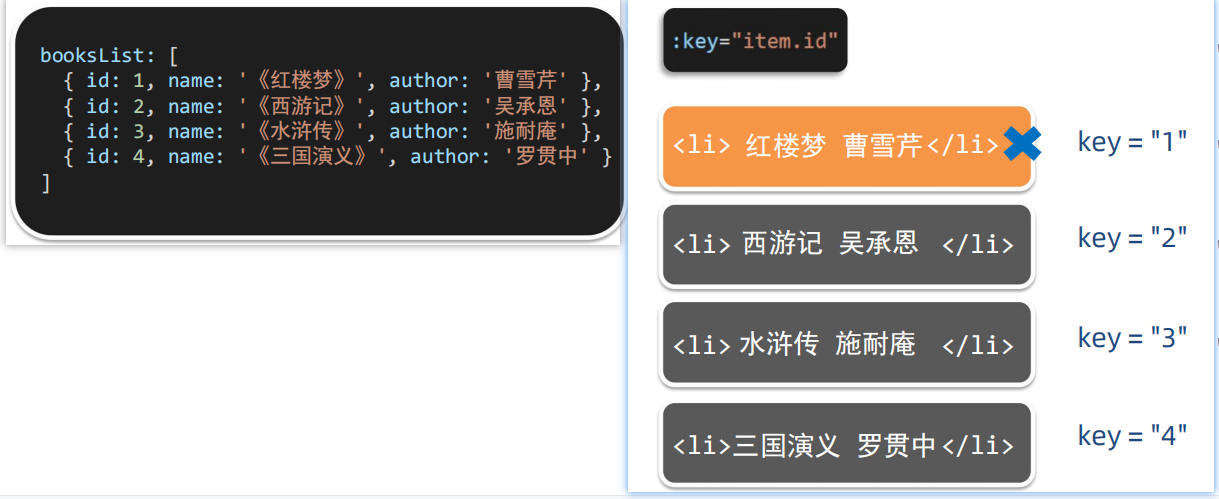 booksList: [
{ id: 1, name: '《红楼梦》', author: '曹雪芹' },
{ id: 2, name: '《西游记》', author: '吴承恩' },
{ id: 3, name: '《水浒传》', author: '施耐庵' },
{ id: 4, name: '《三国演义》', author: '罗贯中' }
]
:key="item.id"
<li> 红楼梦 曹雪芹</li>
key = "1"
<li> 西游记 吴承恩 </li>
key = "2"
<li> 水浒传 施耐庵 </li>
key = "3"
<li>三国演义 罗贯中</li>
key = "4"